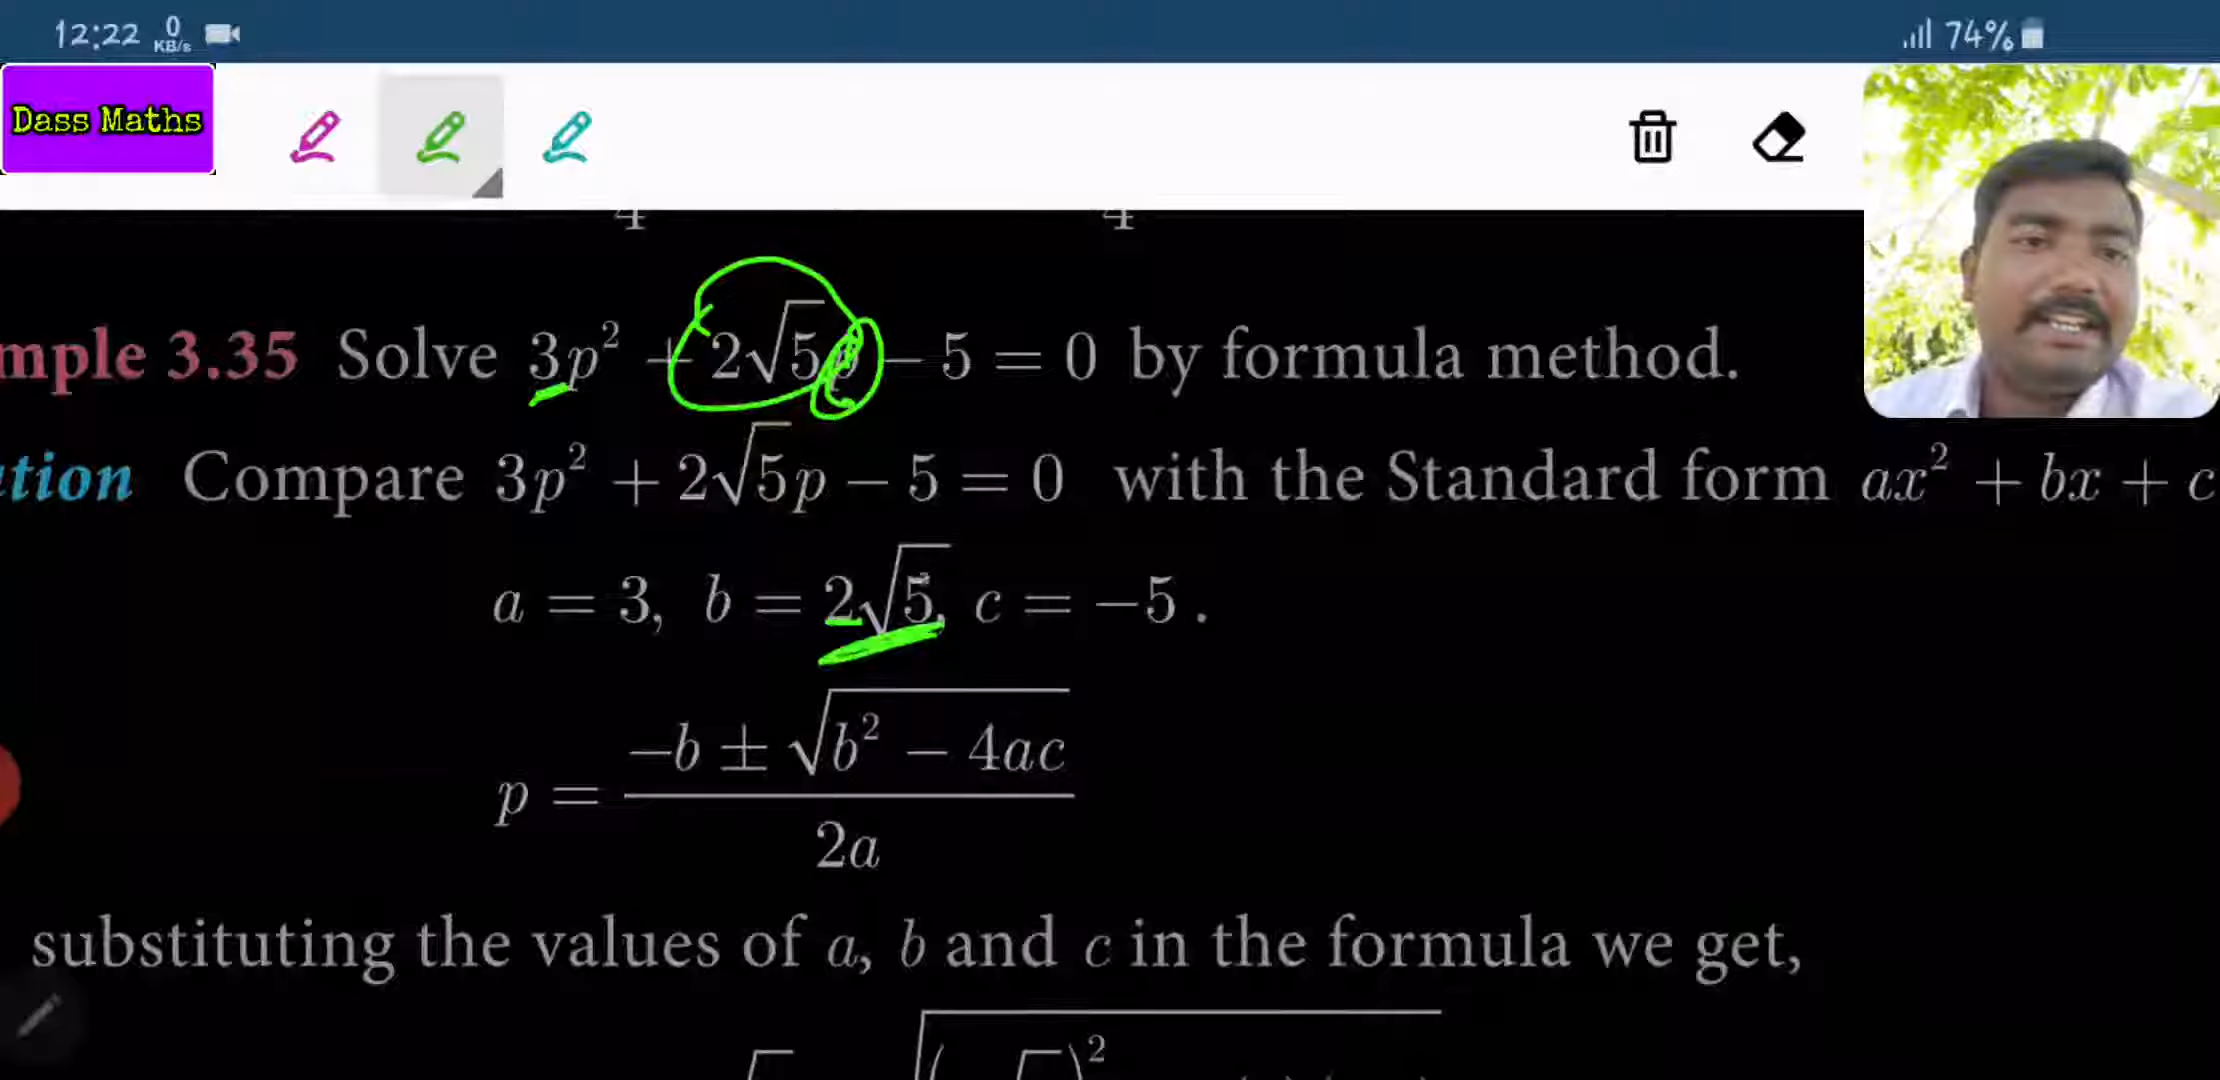 12:22 0 KB/s 74%
Dass Maths
mple 3.35 Solve 3p² + 2√5p − 5 = 0 by formula method.
tion Compare 3p² + 2√5p − 5 = 0 with the Standard form ax² + bx + c
a = 3, b = 2√5, c = −5 .
p = (−b ± √(b² − 4ac)) / 2a
substituting the values of a, b and c in the formula we get,